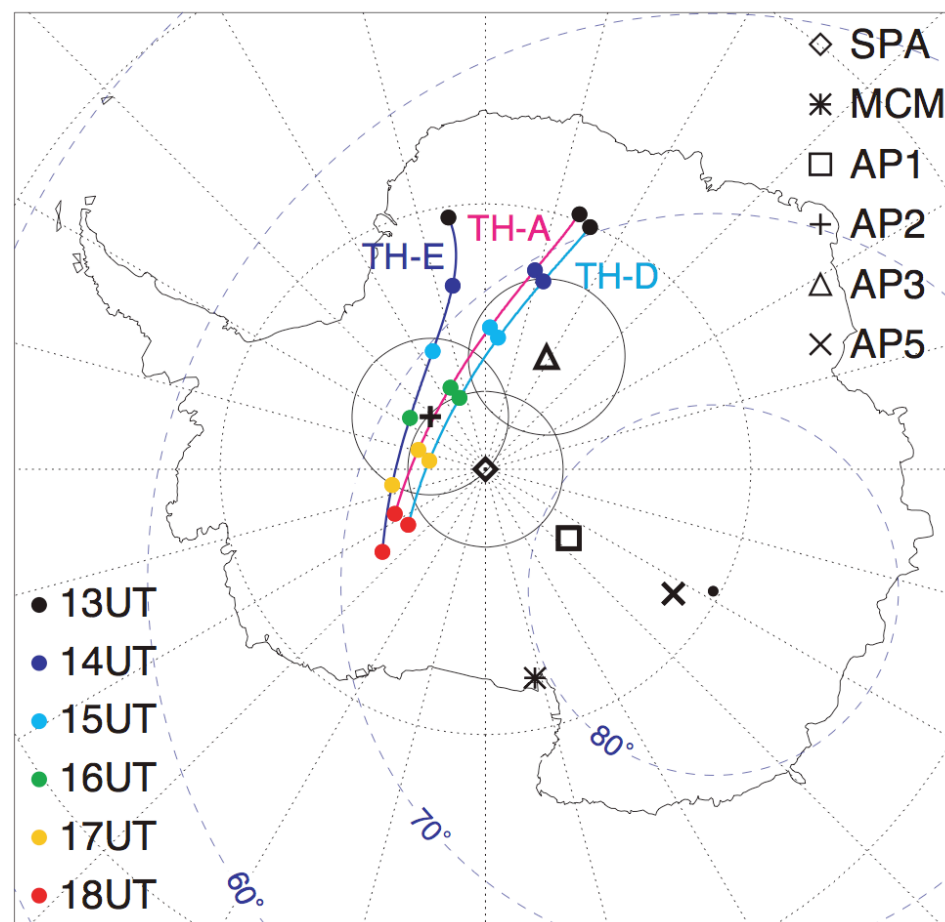 SPA
MCM
AP1
AP2
AP3
AP5
TH-A
TH-E
TH-D
13UT
14UT
15UT
16UT
17UT
18UT
80°
70°
60°